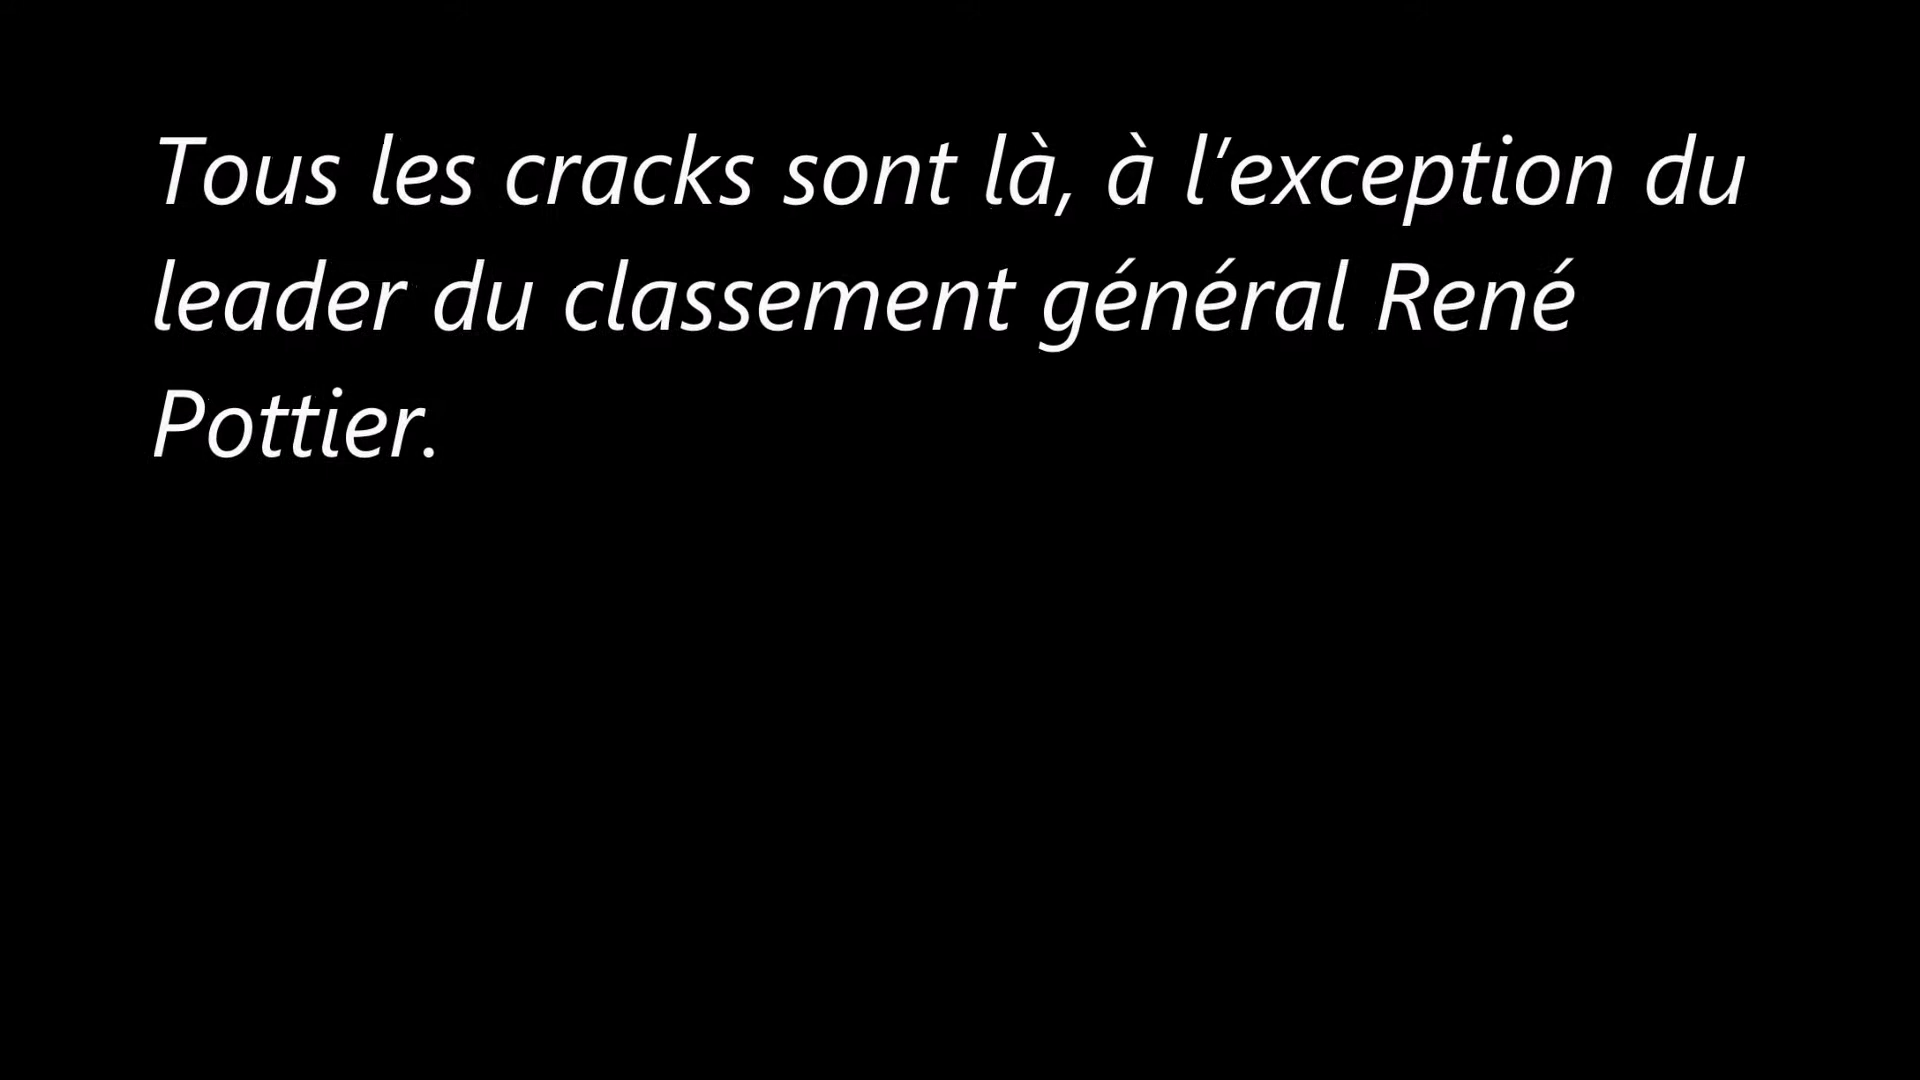 Tous les cracks sont là, à l’exception du
leader du classement général René
Pottier.